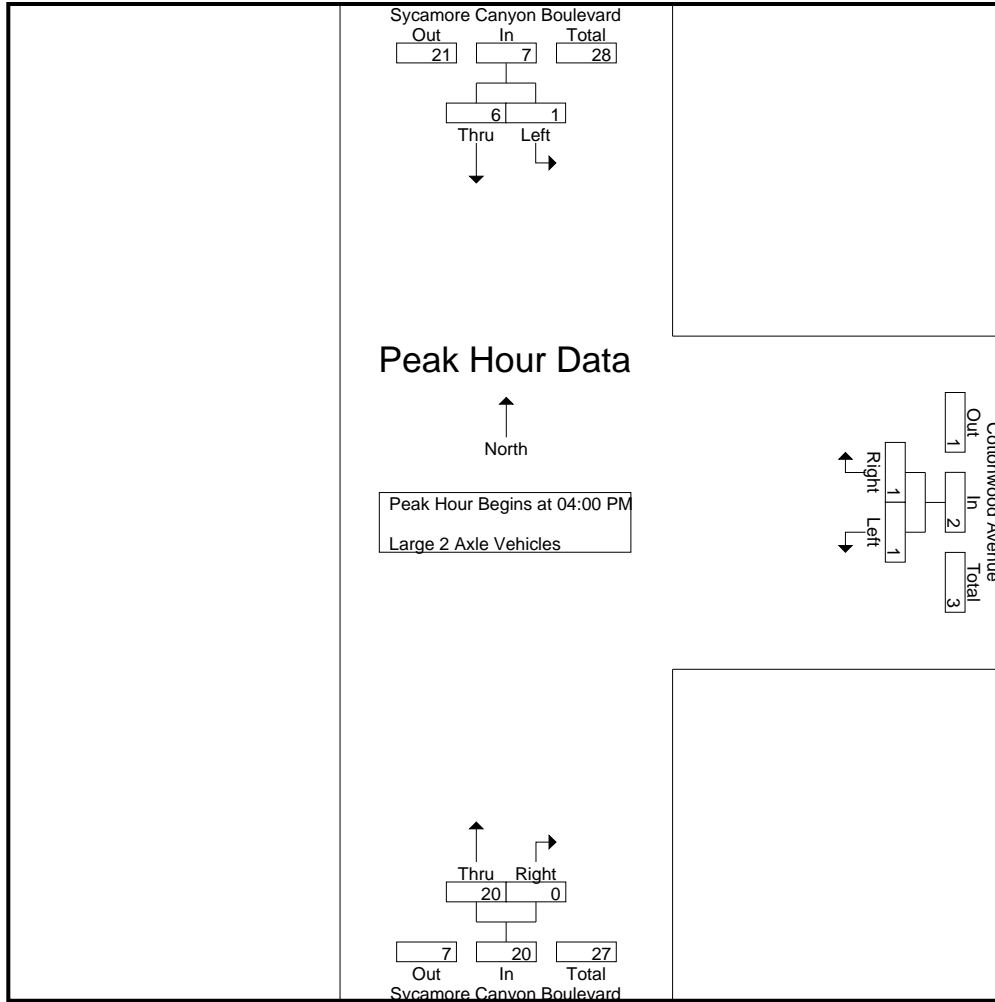 Sycamore Canyon Boulevard
Out In Total
21 7 28
6 1
Thru Left
Peak Hour Data
North
Peak Hour Begins at 04:00 PM
Large 2 Axle Vehicles
Cottonwood Avenue
Out In Total
1 2 3
Right Left
1 1
Thru Right
20 0
7 20 27
Out In Total
Sycamore Canyon Boulevard